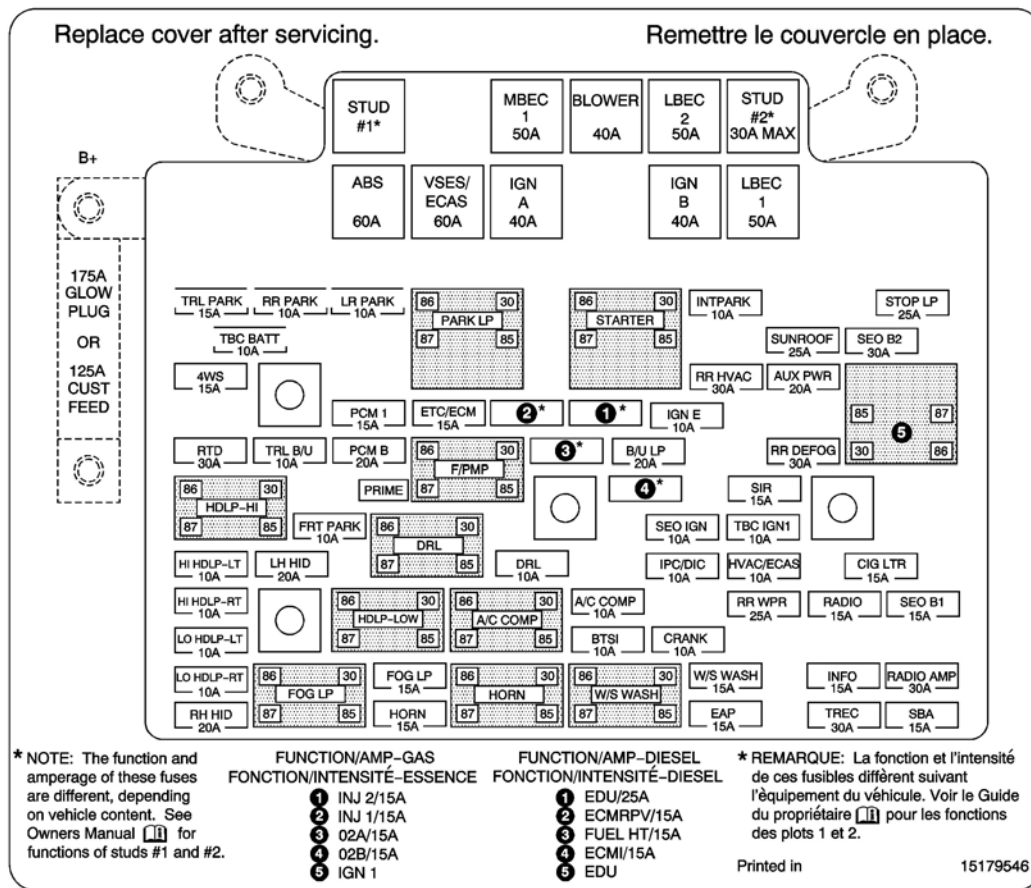 Replace cover after servicing.
Remettre le couvercle en place.
STUD
#1*
MBEC
1
50A
BLOWER
40A
LBEC
2
50A
STUD
#2*
30A MAX
B+
ABS
60A
VSES/
ECAS
60A
IGN
A
40A
IGN
B
40A
LBEC
1
50A
175A
GLOW
PLUG
OR
125A
CUST
FEED
TRL PARK
15A
RR PARK
10A
LR PARK
10A
86
30
PARK LP
87
85
86
30
STARTER
87
85
INTPARK
10A
STOP LP
25A
TBC BATT
10A
SUNROOF
25A
SEO B2
30A
4WS
15A
RR HVAC
30A
AUX PWR
20A
PCM 1
15A
ETC/ECM
15A
2*
1*
IGN E
10A
85
87
5
30
86
RTD
30A
TRL B/U
10A
PCM B
20A
86
30
F/PMP
87
85
3*
B/U LP
20A
RR DEFOG
30A
PRIME
4*
SIR
15A
86
30
HDLP-HI
87
85
FRT PARK
10A
86
30
DRL
87
85
SEO IGN
10A
TBC IGN1
10A
HI HDLP-LT
10A
LH HID
20A
DRL
10A
IPC/DIC
10A
HVAC/ECAS
10A
CIG LTR
15A
HI HDLP-RT
10A
86
30
HDLP-LOW
87
85
86
30
A/C COMP
87
85
A/C COMP
10A
RR WPR
25A
RADIO
15A
SEO B1
15A
LO HDLP-LT
10A
BTSI
10A
CRANK
10A
LO HDLP-RT
10A
86
30
FOG LP
87
85
FOG LP
15A
86
30
HORN
87
85
86
30
W/S WASH
87
85
W/S WASH
15A
INFO
15A
RADIO AMP
30A
RH HID
20A
HORN
15A
EAP
15A
TREC
30A
SBA
15A
* NOTE: The function and
amperage of these fuses
are different, depending
on vehicle content. See
Owners Manual for
functions of studs #1 and #2.
FUNCTION/AMP-GAS
FONCTION/INTENSITÉ-ESSENCE
1 INJ 2/15A
2 INJ 1/15A
3 02A/15A
4 02B/15A
5 IGN 1
FUNCTION/AMP-DIESEL
FONCTION/INTENSITÉ-DIESEL
1 EDU/25A
2 ECMRPV/15A
3 FUEL HT/15A
4 ECMI/15A
5 EDU
* REMARQUE: La fonction et l'intensité
de ces fusibles diffèrent suivant
l'èquipement du véhicule. Voir le Guide
du propriétaire pour les fonctions
des plots 1 et 2.
Printed in
15179546